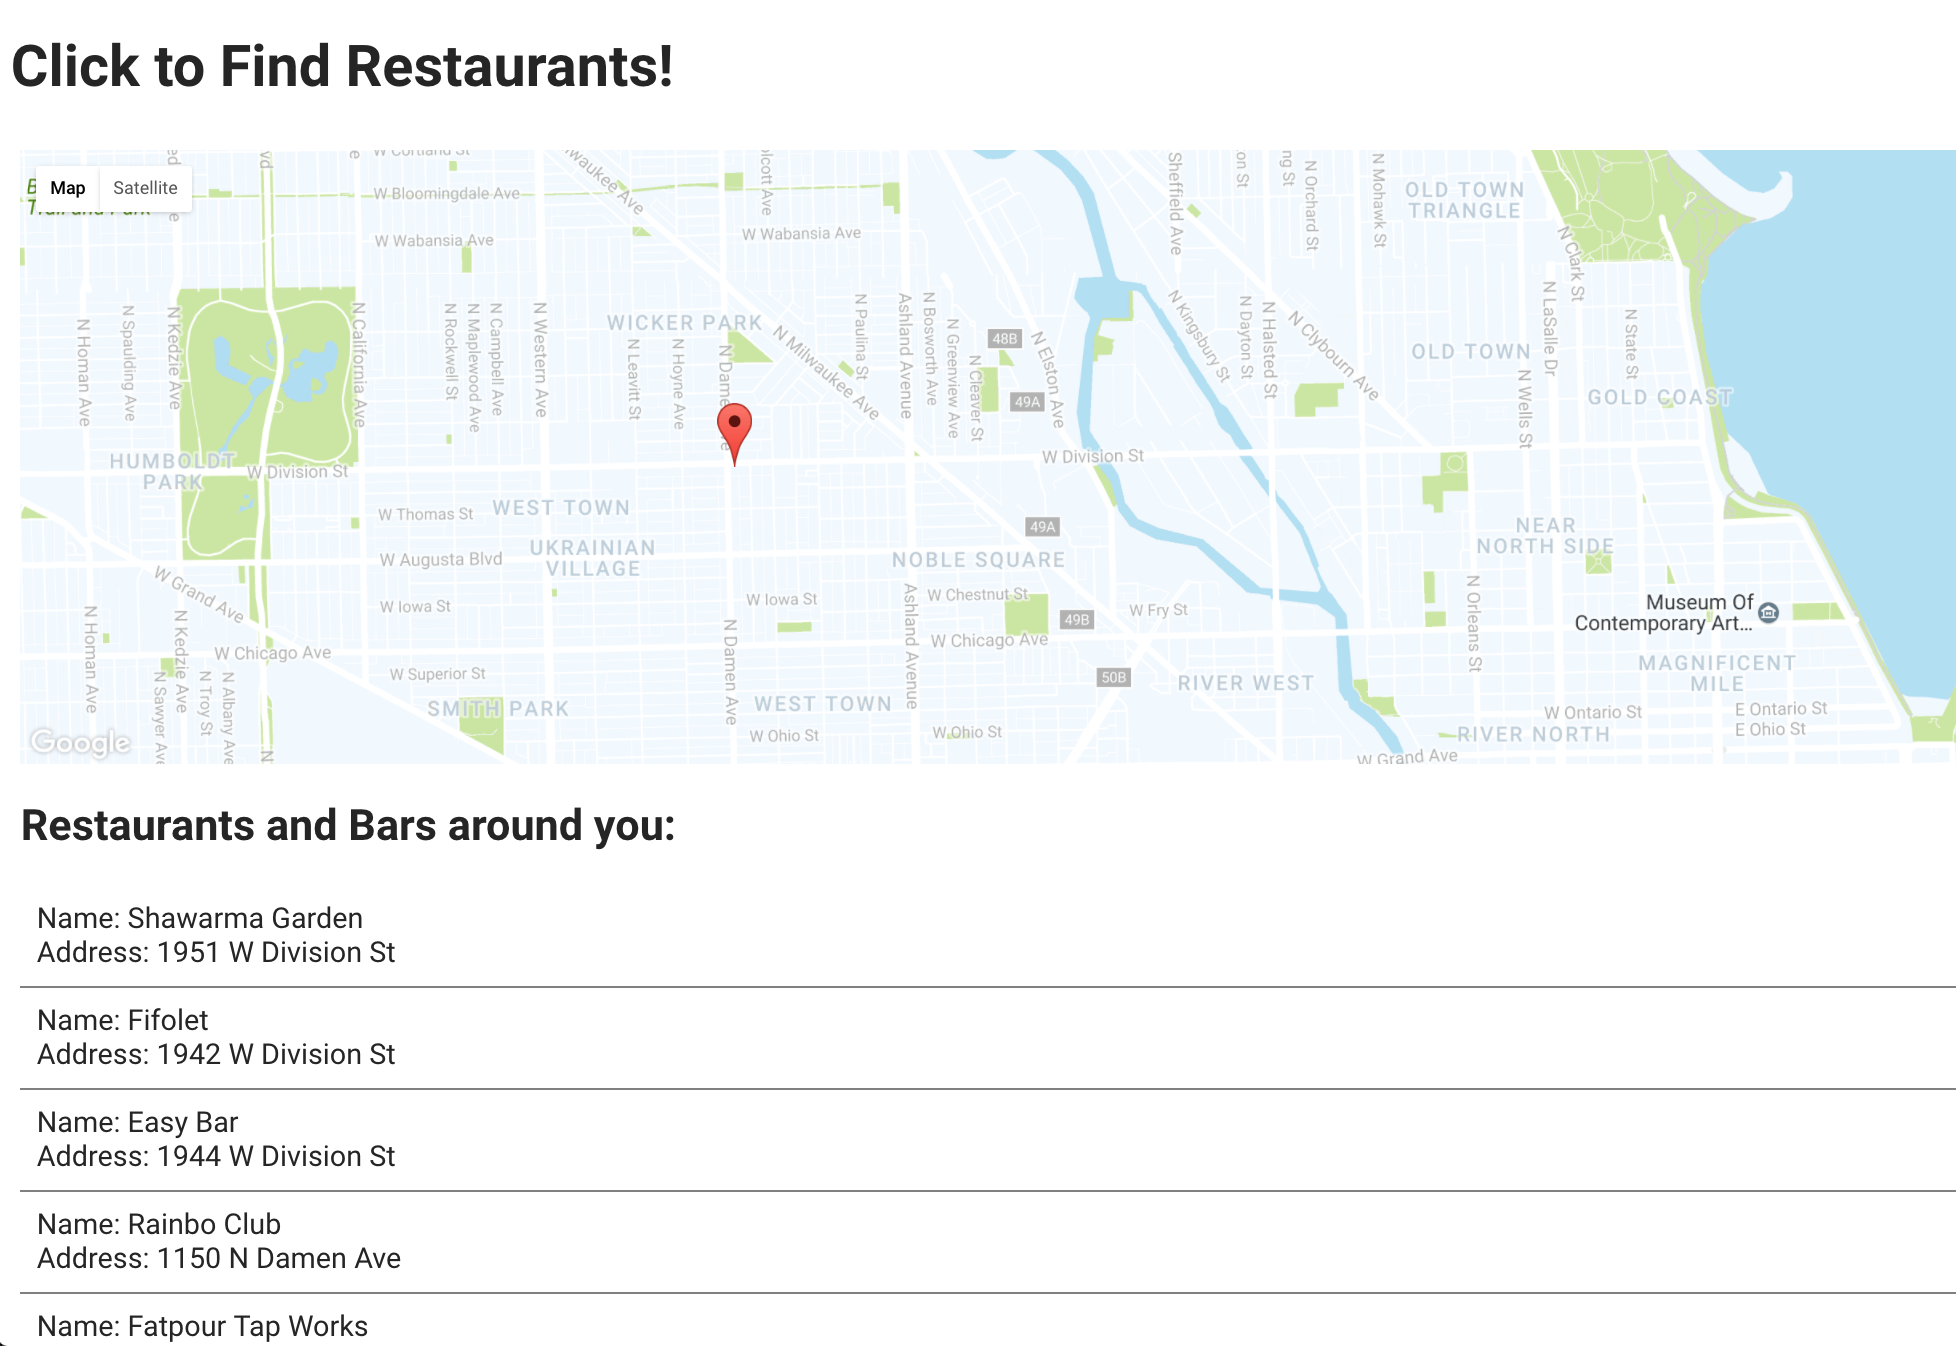 Click to Find Restaurants!
Map Satellite
W Bloomingdale Ave
W Wabansia Ave
W Wabansia Ave
Sheffield Ave
N Orchard St
N Mohawk St
OLD TOWN
TRIANGLE
N Clark St
N Homan Ave
N Spaulding Ave
N Kedzie Ave
N California Ave
N Rockwell St
N Maplewood Ave
N Campbell Ave
N Western Ave
WICKER PARK
N Leavitt St
N Hoyne Ave
N Milwaukee Ave
N Paulina St
Ashland Avenue
N Bosworth Ave
N Greenview Ave
N Cleaver St
48B
49A
N Elston Ave
N Kingsbury St
N Dayton St
N Halsted St
N Clybourn Ave
OLD TOWN
N Wells St
N LaSalle Dr
N State St
GOLD COAST
HUMBOLDT
PARK
W Division St
W Division St
W Thomas St
WEST TOWN
49A
NEAR
NORTH SIDE
UKRAINIAN
VILLAGE
W Augusta Blvd
NOBLE SQUARE
W Grand Ave
W Iowa St
W Iowa St
W Chestnut St
49B
W Fry St
N Orleans St
Museum Of
Contemporary Art...
N Homan Ave
N Kedzie Ave
W Chicago Ave
N Damen Ave
Ashland Avenue
W Chicago Ave
W Superior St
50B
RIVER WEST
MAGNIFICENT
MILE
N Sawyer Ave
N Troy St
N Albany Ave
SMITH PARK
WEST TOWN
W Ontario St
E Ontario St
E Ohio St
W Ohio St
W Ohio St
RIVER NORTH
W Grand Ave
Google
Restaurants and Bars around you:
Name: Shawarma Garden
Address: 1951 W Division St
Name: Fifolet
Address: 1942 W Division St
Name: Easy Bar
Address: 1944 W Division St
Name: Rainbo Club
Address: 1150 N Damen Ave
Name: Fatpour Tap Works